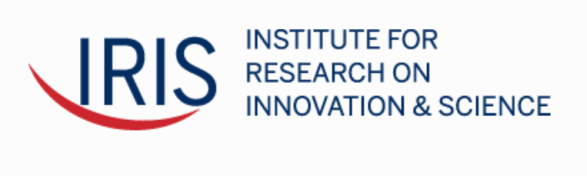 IRIS
INSTITUTE FOR
RESEARCH ON
INNOVATION & SCIENCE